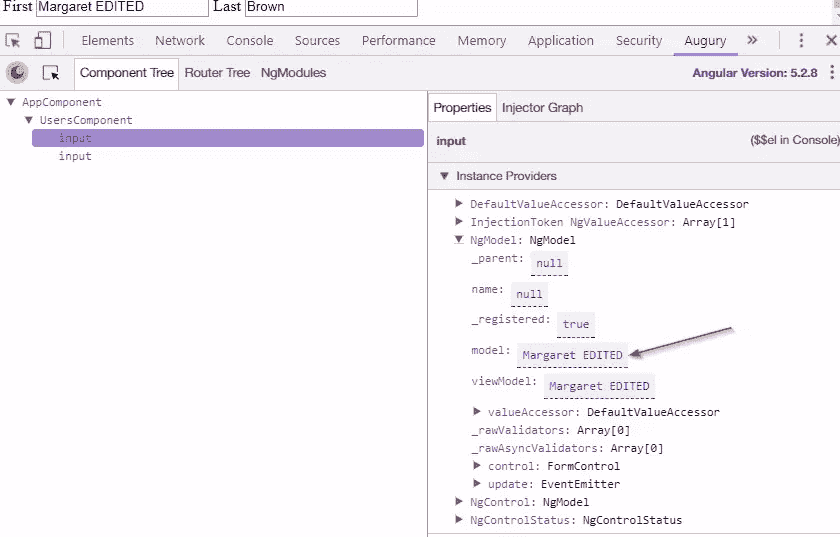 First Margaret EDITED Last Brown
Elements Network Console Sources Performance Memory Application Security Augury »
Component Tree Router Tree NgModules Angular Version: 5.2.8
AppComponent
UsersComponent
input
input
Properties Injector Graph
input ($$el in Console)
Instance Providers
DefaultValueAccessor: DefaultValueAccessor
InjectionToken NgValueAccessor: Array[1]
NgModel: NgModel
_parent: null
name: null
_registered: true
model: Margaret EDITED
viewModel: Margaret EDITED
valueAccessor: DefaultValueAccessor
_rawValidators: Array[0]
_rawAsyncValidators: Array[0]
control: FormControl
update: EventEmitter
NgControl: NgModel
NgControlStatus: NgControlStatus